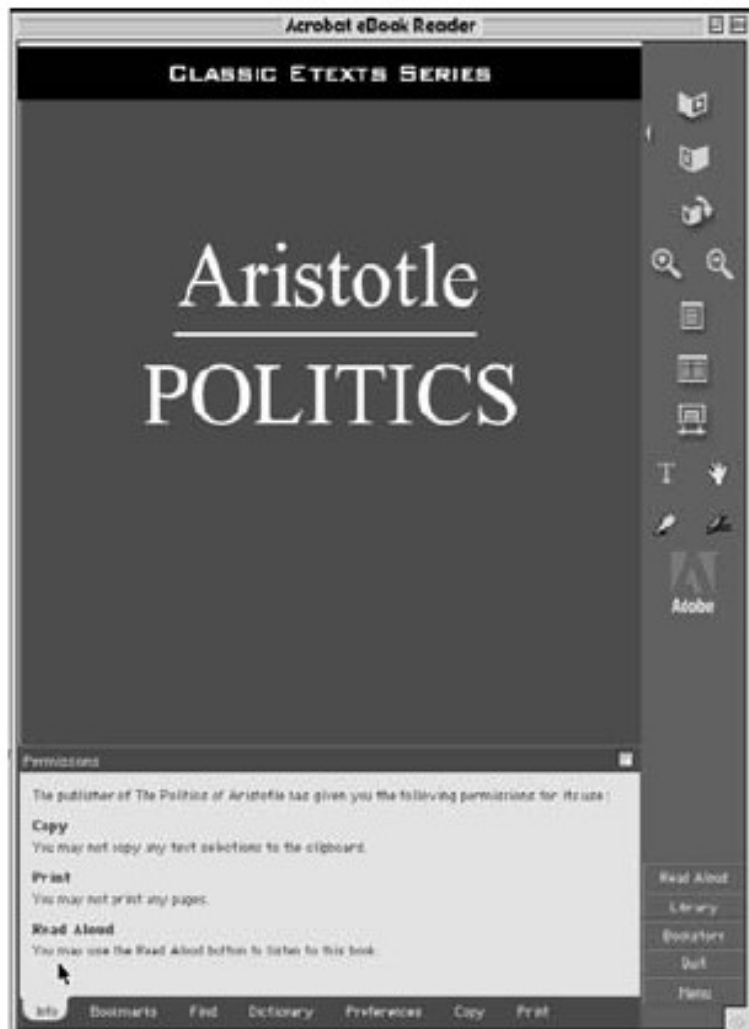 Acrobat eBook Reader
CLASSIC ETEXTS SERIES
Aristotle
POLITICS
T
Adobe
Permissions
The publisher of The Politics of Aristotle has given you the following permissions for its use:
Copy
You may not copy any text selections to the clipboard.
Print
You may not print any pages.
Read Aloud
You may use the Read Aloud button to listen to this book.
Read Aloud
Library
Bookstore
Quit
Menu
Info Bookmarks Find Dictionary Preferences Copy Print